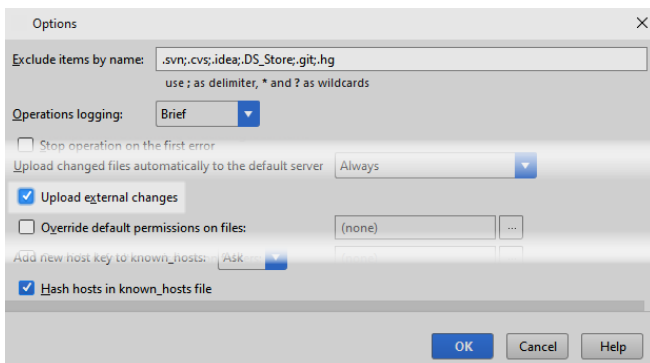 Options
Exclude items by name: .svn;.cvs;.idea;.DS_Store;.git;.hg
use ; as delimiter, * and ? as wildcards
Operations logging: Brief
Stop operation on the first error
Upload changed files automatically to the default server Always
Upload external changes
Override default permissions on files: (none) ...
Add new host key to known_hosts: Ask
Hash hosts in known_hosts file
OK Cancel Help